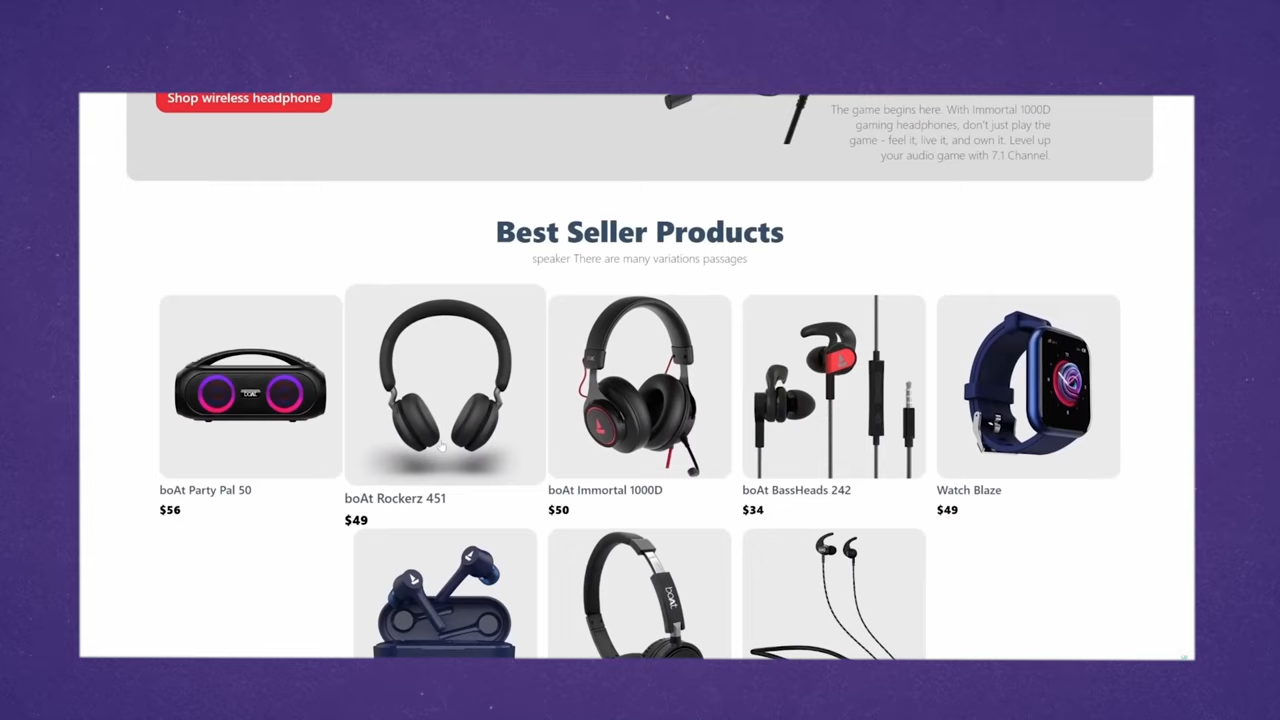 Shop wireless headphone
The game begins here. With Immortal 1000D
gaming headphones, don't just play the
game - feel it, live it, and own it. Level up
your audio game with 7.1 Channel.
Best Seller Products
speaker There are many variations passages
boAt
boAt Party Pal 50
$56
boAt Rockerz 451
$49
boAt Immortal 1000D
$50
boAt BassHeads 242
$34
Watch Blaze
$49
boAt